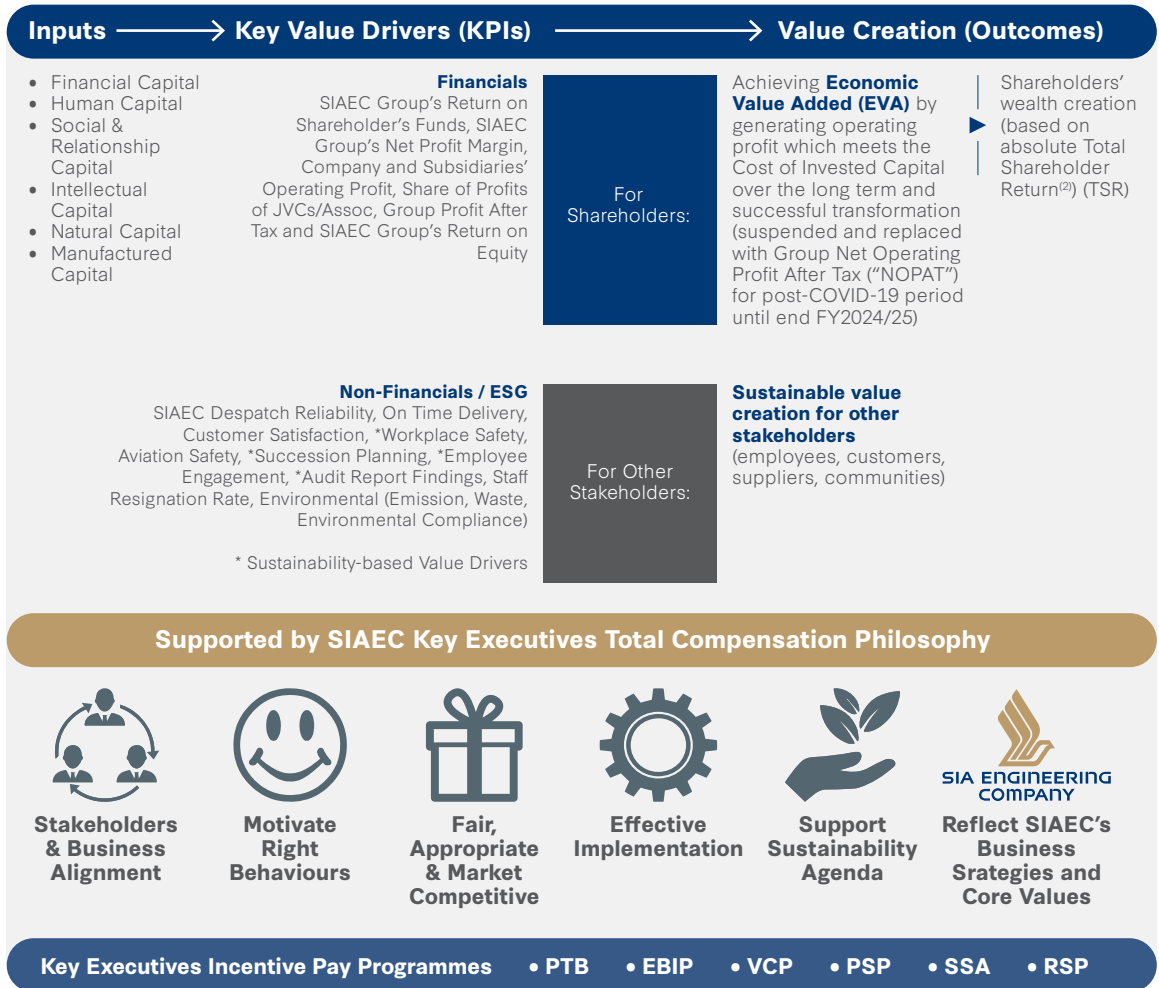 Inputs
Key Value Drivers (KPIs)
Value Creation (Outcomes)
• Financial Capital
• Human Capital
• Social &
Relationship
Capital
• Intellectual
Capital
• Natural Capital
• Manufactured
Capital
Financials
SIAEC Group's Return on
Shareholder's Funds, SIAEC
Group's Net Profit Margin,
Company and Subsidiaries'
Operating Profit, Share of Profits
of JVCs/Assoc, Group Profit After
Tax and SIAEC Group's Return on
Equity
For
Shareholders:
Achieving Economic
Value Added (EVA) by
generating operating
profit which meets the
Cost of Invested Capital
over the long term and
successful transformation
(suspended and replaced
with Group Net Operating
Profit After Tax ("NOPAT")
for post-COVID-19 period
until end FY2024/25)
Shareholders'
wealth creation
(based on
absolute Total
Shareholder
Return(2)) (TSR)
Non-Financials / ESG
SIAEC Despatch Reliability, On Time Delivery,
Customer Satisfaction, *Workplace Safety,
Aviation Safety, *Succession Planning, *Employee
Engagement, *Audit Report Findings, Staff
Resignation Rate, Environmental (Emission, Waste,
Environmental Compliance)
* Sustainability-based Value Drivers
For Other
Stakeholders:
Sustainable value
creation for other
stakeholders
(employees, customers,
suppliers, communities)
Supported by SIAEC Key Executives Total Compensation Philosophy
Stakeholders
& Business
Alignment
Motivate
Right
Behaviours
Fair,
Appropriate
& Market
Competitive
Effective
Implementation
Support
Sustainability
Agenda
SIA ENGINEERING
COMPANY
Reflect SIAEC's
Business
Srategies and
Core Values
Key Executives Incentive Pay Programmes • PTB • EBIP • VCP • PSP • SSA • RSP